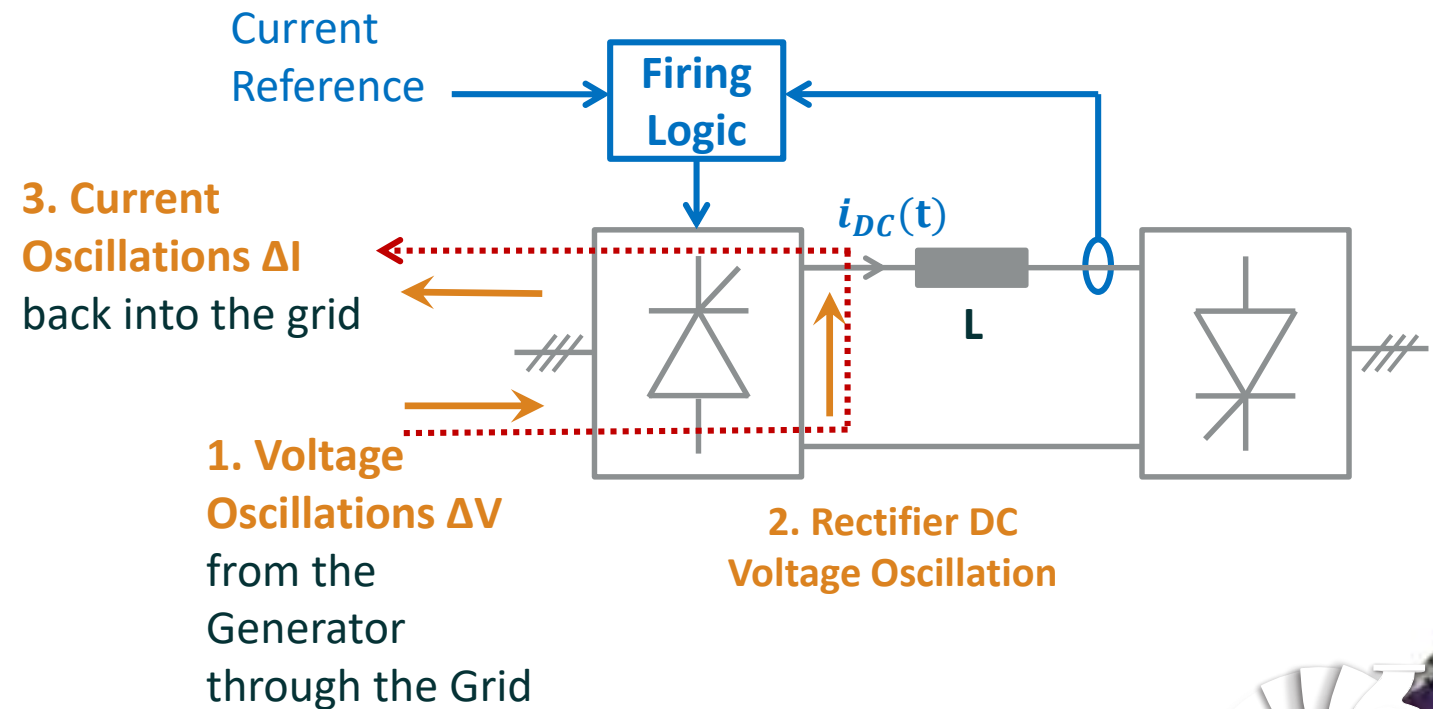 Current
Reference
Firing
Logic
3. Current
Oscillations ΔI
back into the grid
i_DC(t)
L
1. Voltage
Oscillations ΔV
from the
Generator
through the Grid
2. Rectifier DC
Voltage Oscillation